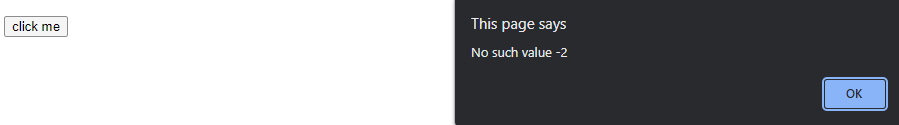 click me
This page says
No such value -2
OK